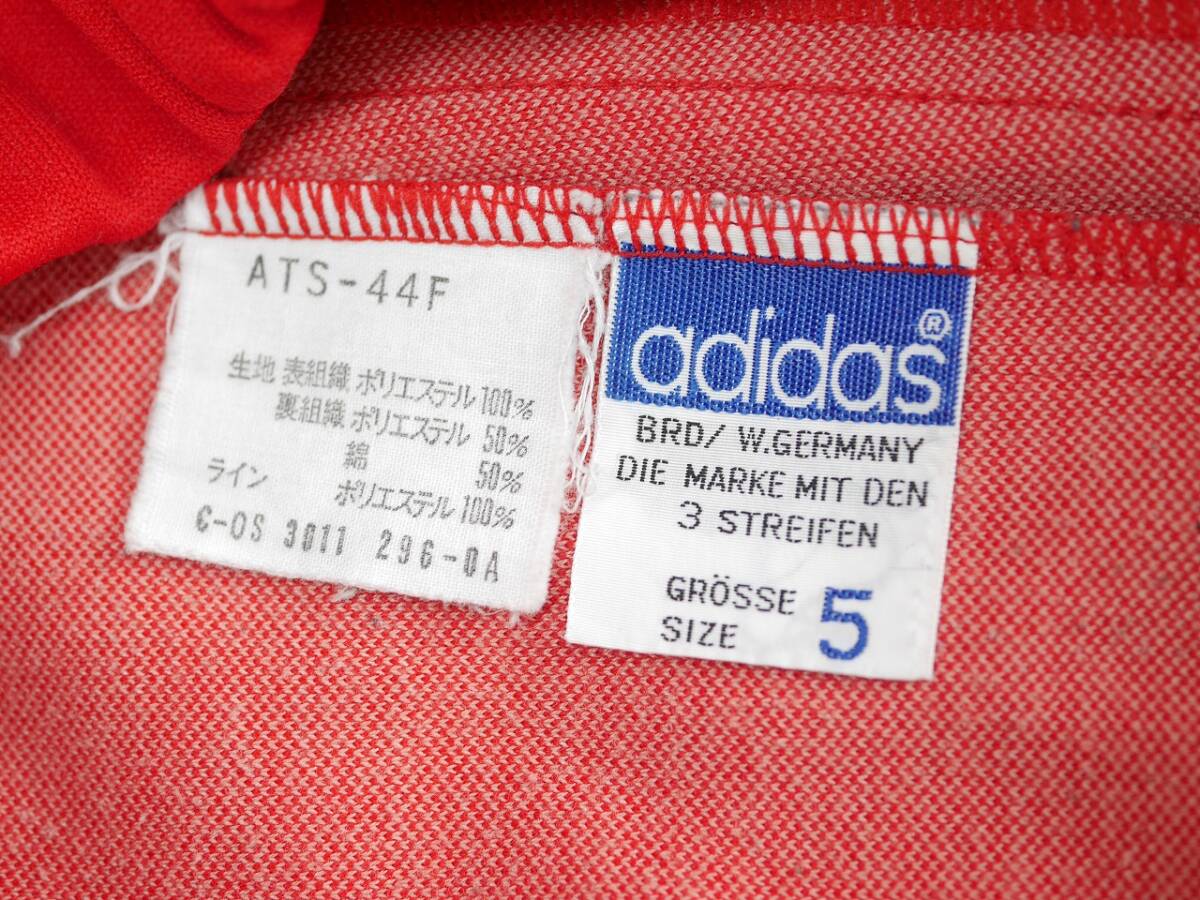 ATS-44F
生地 表組織 ポリエステル 100%
裏組織 ポリエステル 50%
綿 50%
ライン ポリエステル 100%
C-OS 3011 296-0A
adidas®
BRD/ W.GERMANY
DIE MARKE MIT DEN
3 STREIFEN
GRÖSSE
SIZE 5